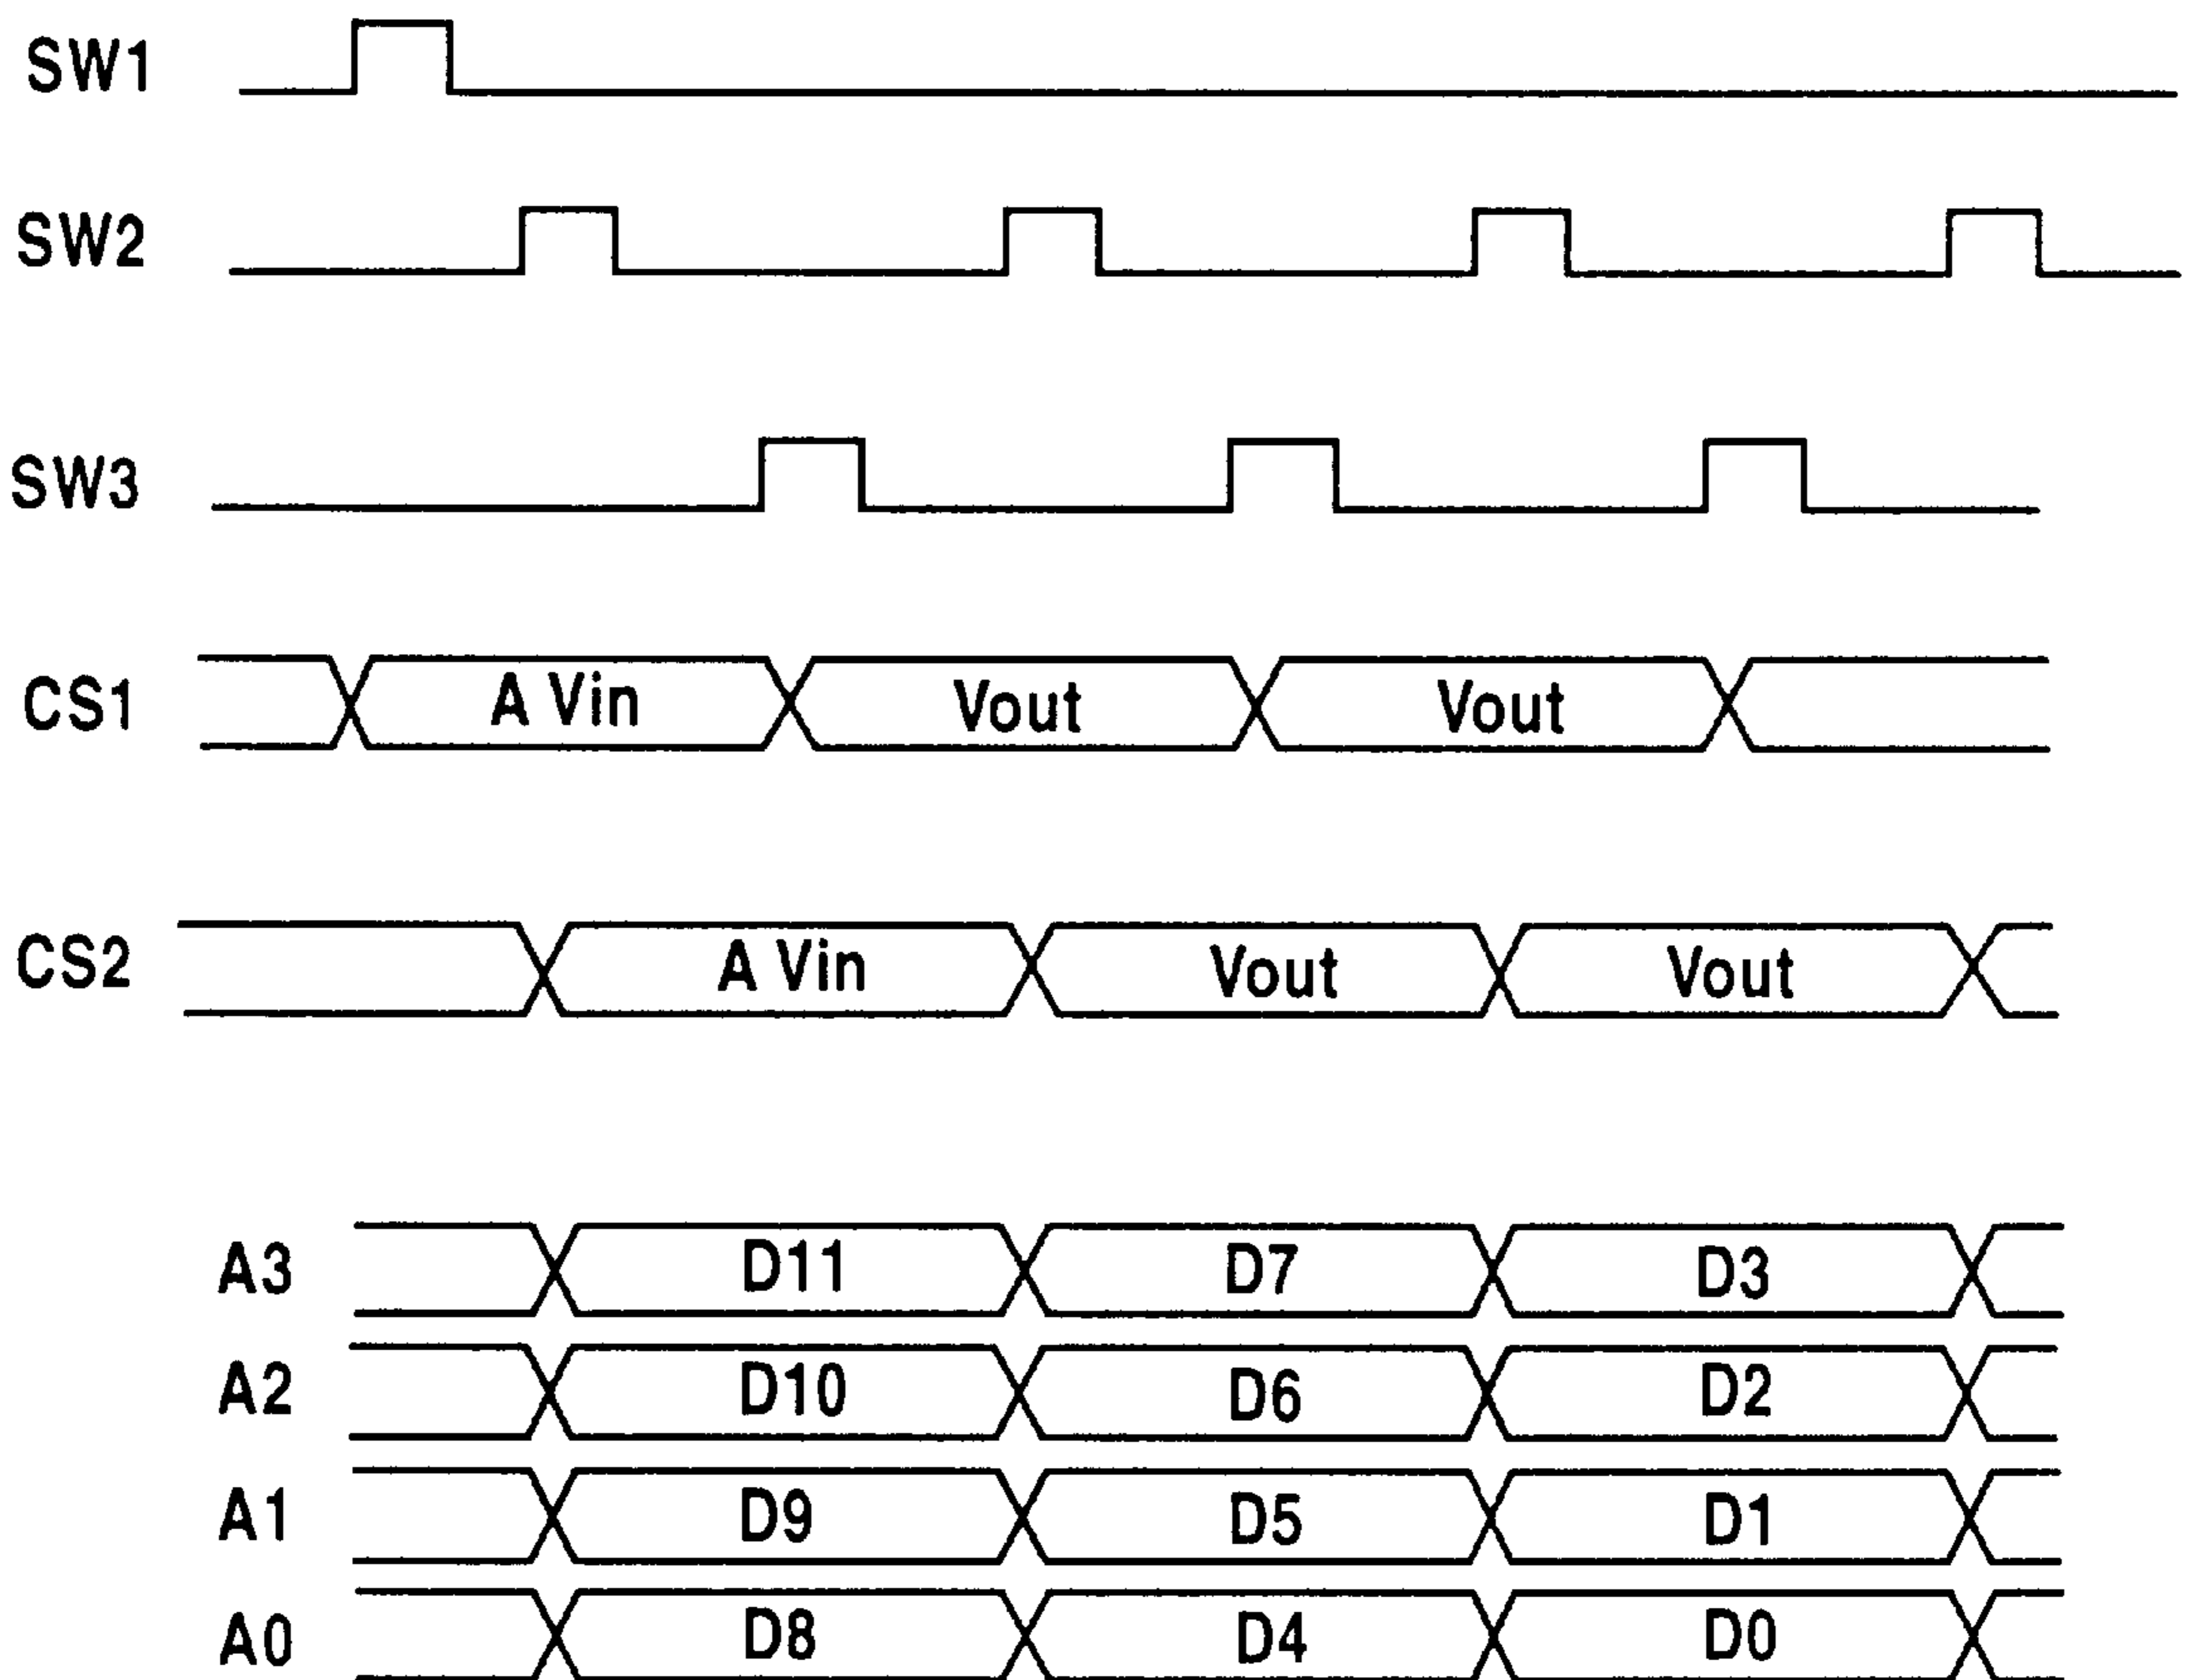 SW1
SW2
SW3
CS1 A Vin Vout Vout
CS2 A Vin Vout Vout
A3 D11 D7 D3
A2 D10 D6 D2
A1 D9 D5 D1
A0 D8 D4 D0